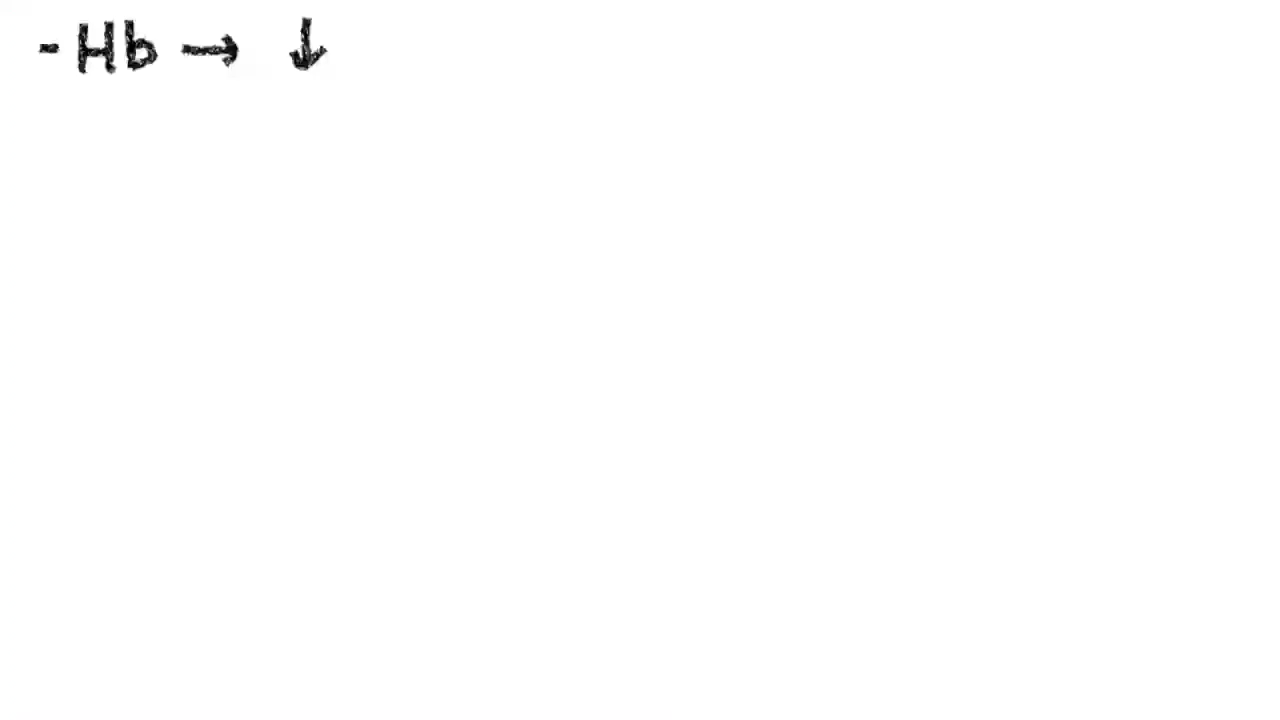 - Hb → ↓